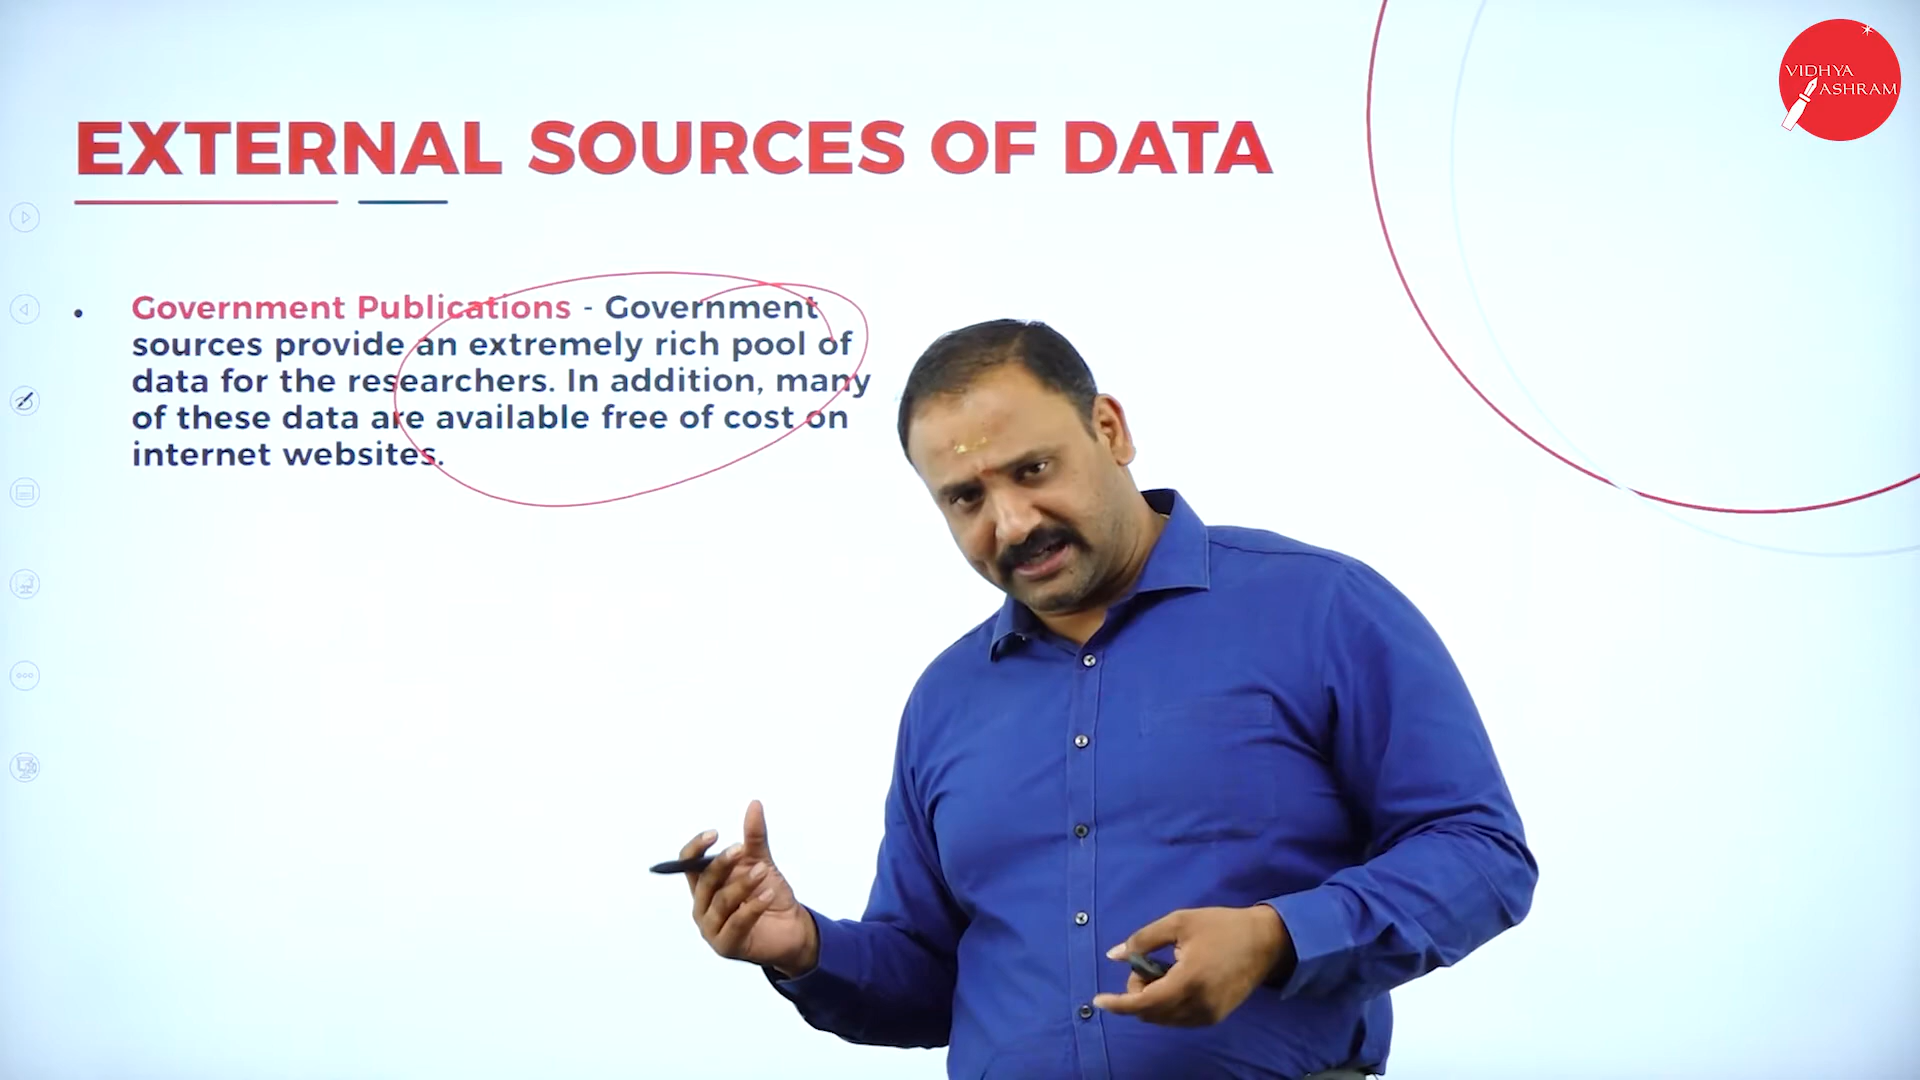 VIDHYA
ASHRAM
EXTERNAL SOURCES OF DATA
• Government Publications - Government
sources provide an extremely rich pool of
data for the researchers. In addition, many
of these data are available free of cost on
internet websites.